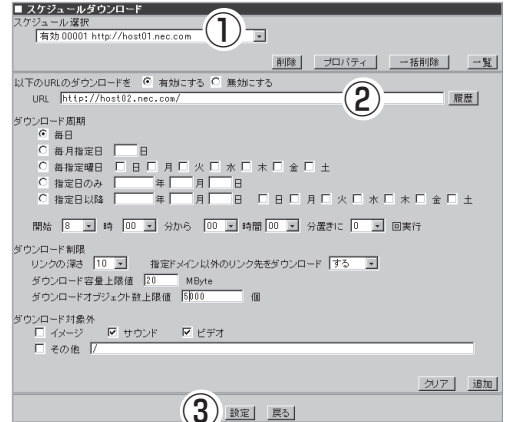 ■ スケジュールダウンロード
スケジュール選択
有効 00001 http://host01.nec.com/
①
削除 プロパティ 一括削除 一覧
以下のURLのダウンロードを 有効にする 無効にする
②
URL http://host02.nec.com/ 履歴
ダウンロード周期
毎日
毎月指定日 日
毎指定曜日 日 月 火 水 木 金 土
指定日のみ 年 月 日
指定日以降 年 月 日 日 月 火 水 木 金 土
開始 8 時 00 分から 00 時間 00 分置きに 0 回実行
ダウンロード制限
リンクの深さ 10 指定ドメイン以外のリンク先をダウンロード する
ダウンロード容量上限値 20 MByte
ダウンロードオブジェクト数上限値 5000 個
ダウンロード対象外
イメージ サウンド ビデオ
その他 /
クリア 追加
③ 設定 戻る